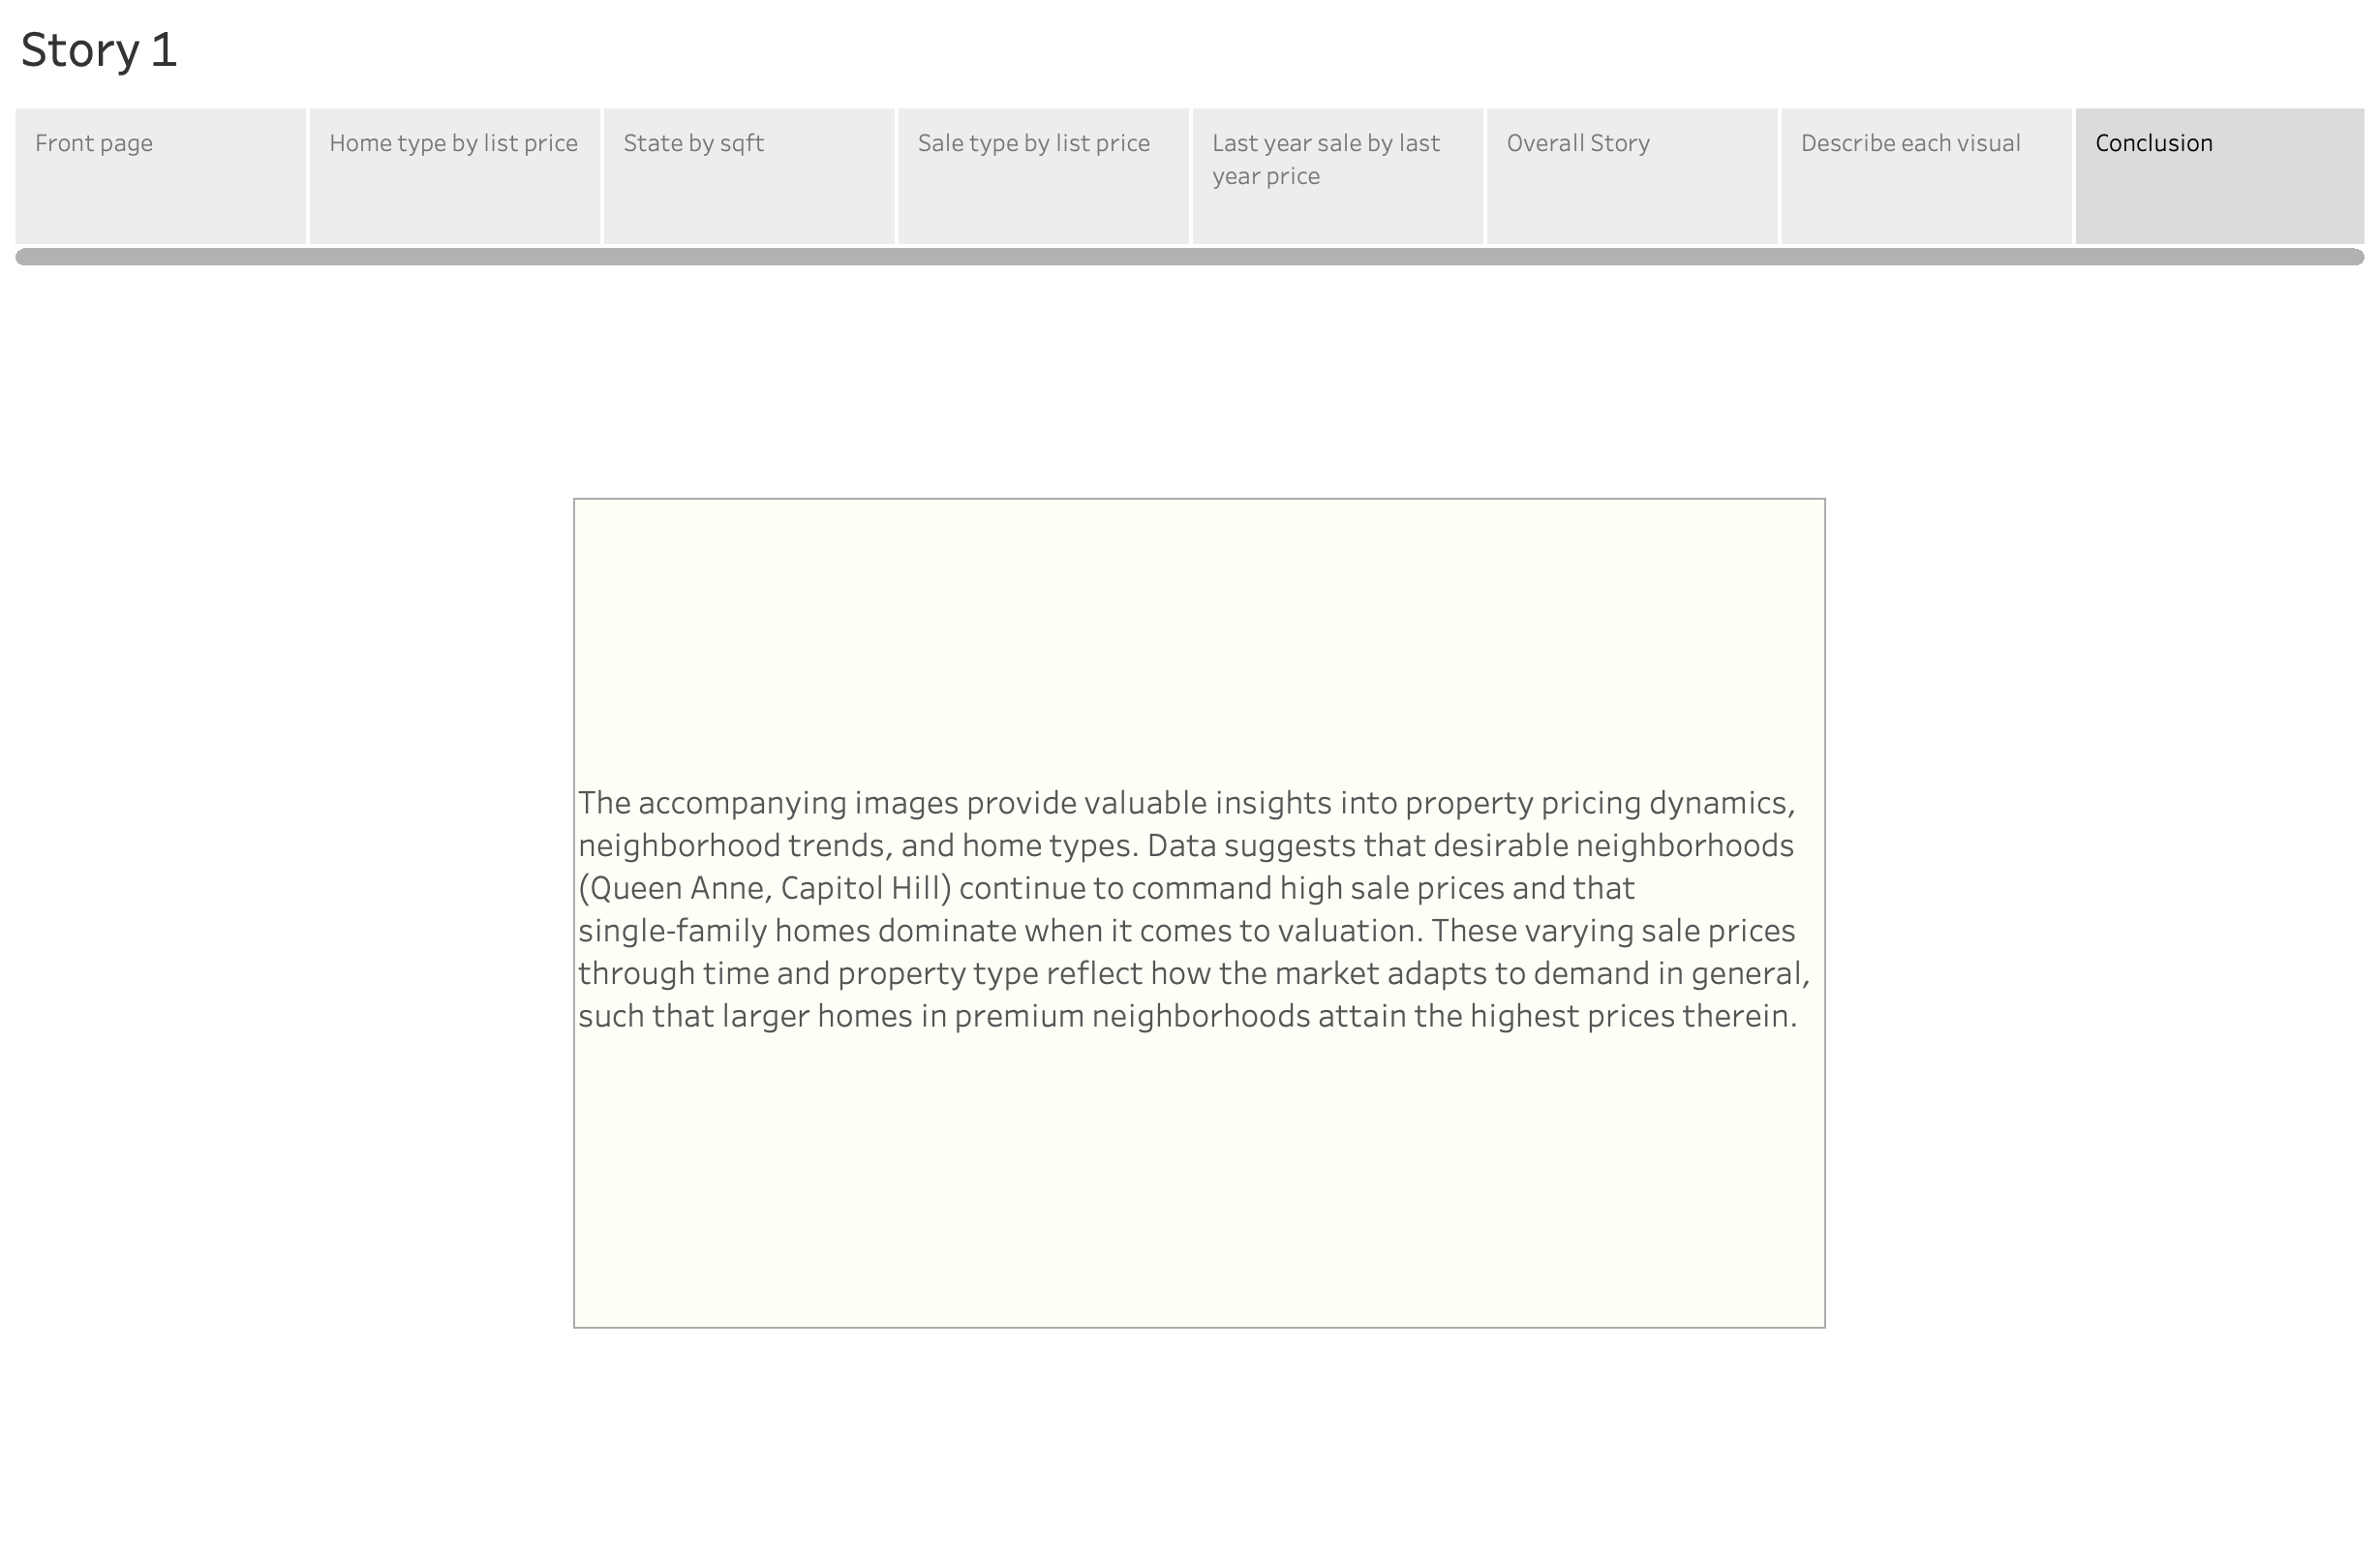 Story 1
Front page
Home type by list price
State by sqft
Sale type by list price
Last year sale by last
year price
Overall Story
Describe each visual
Conclusion
The accompanying images provide valuable insights into property pricing dynamics,
neighborhood trends, and home types. Data suggests that desirable neighborhoods
(Queen Anne, Capitol Hill) continue to command high sale prices and that
single-family homes dominate when it comes to valuation. These varying sale prices
through time and property type reflect how the market adapts to demand in general,
such that larger homes in premium neighborhoods attain the highest prices therein.